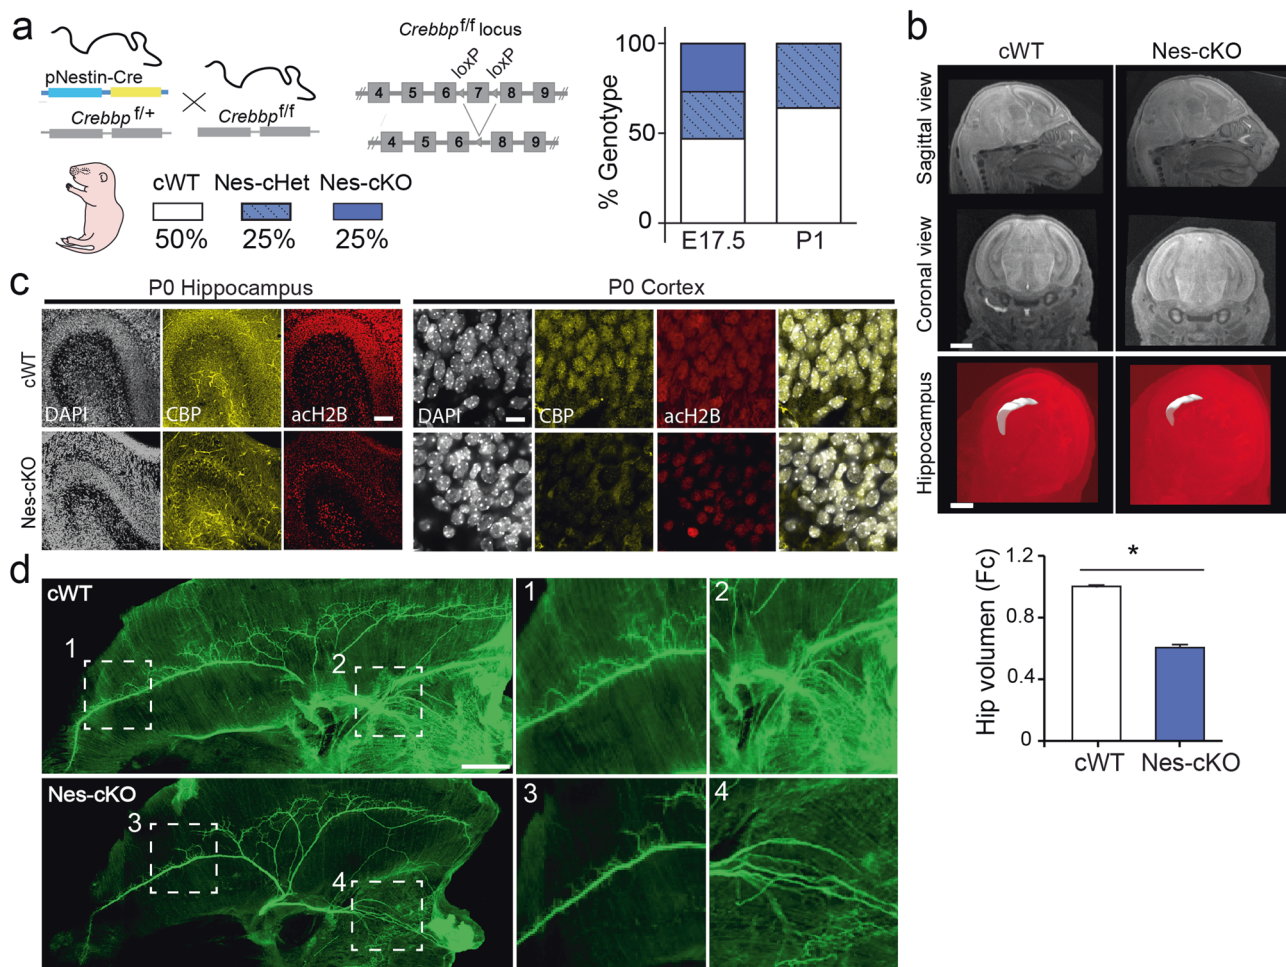 a
pNestin-Cre
Crebbp f/+
Crebbp f/f
Crebbp f/f locus
loxP
loxP
4 5 6 7 8 9
4 5 6 8 9
cWT Nes-cHet Nes-cKO
50% 25% 25%
% Genotype
100
50
0
E17.5 P1
b
cWT Nes-cKO
Sagittal view
Coronal view
Hippocampus
Hip volumen (Fc)
1.2
0.8
0.4
0
*
cWT Nes-cKO
c
P0 Hippocampus
P0 Cortex
cWT
DAPI CBP acH2B
DAPI CBP acH2B
Nes-cKO
d
cWT
1
2
1
2
Nes-cKO
3
4
3
4